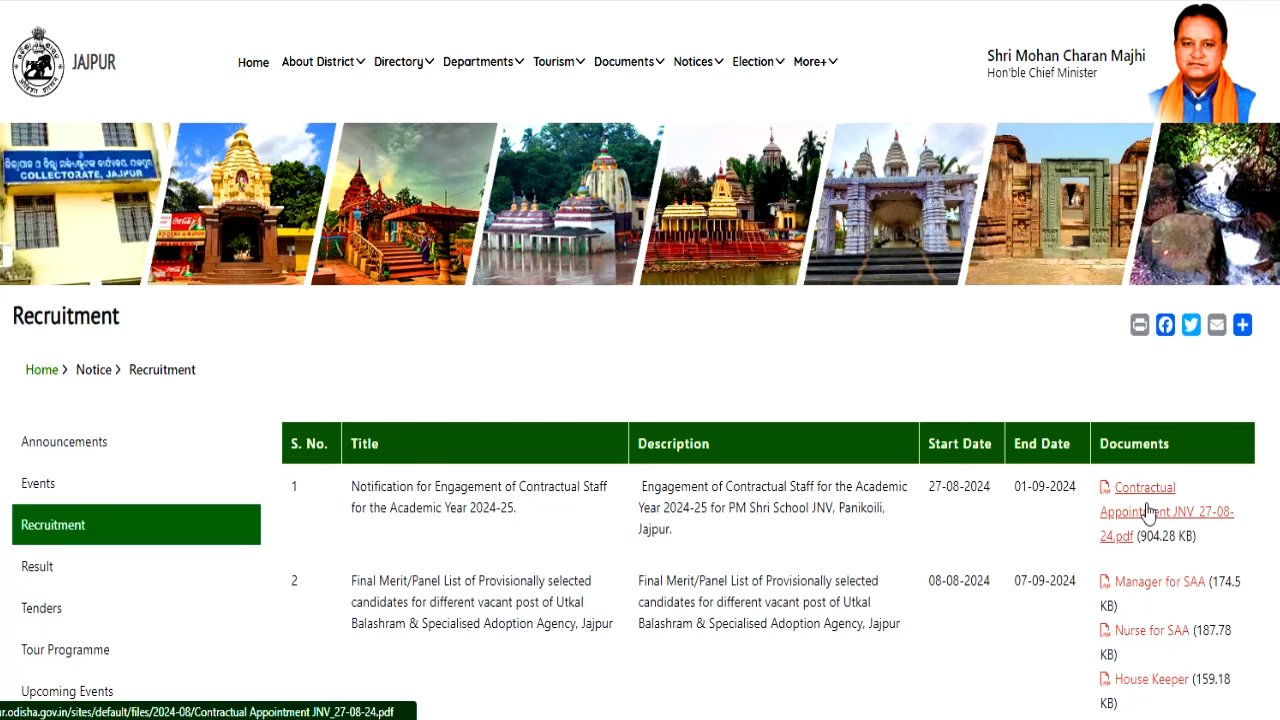 JAJPUR
Home
About District
Directory
Departments
Tourism
Documents
Notices
Election
More+
Shri Mohan Charan Majhi
Hon'ble Chief Minister
COLLECTORATE, JAJPUR
Coca-Cola
Recruitment
Home
Notice
Recruitment
Announcements
Events
Recruitment
Result
Tenders
Tour Programme
Upcoming Events
S. No. Title Description Start Date End Date Documents
1
Notification for Engagement of Contractual Staff
for the Academic Year 2024-25.
Engagement of Contractual Staff for the Academic
Year 2024-25 for PM Shri School JNV, Panikoili,
Jajpur.
27-08-2024
01-09-2024
Contractual
Appointment JNV_27-08-
24.pdf (904.28 KB)
2
Final Merit/Panel List of Provisionally selected
candidates for different vacant post of Utkal
Balashram & Specialised Adoption Agency, Jajpur
Final Merit/Panel List of Provisionally selected
candidates for different vacant post of Utkal
Balashram & Specialised Adoption Agency, Jajpur
08-08-2024
07-09-2024
Manager for SAA (174.5
KB)
Nurse for SAA (187.78
KB)
House Keeper (159.18
KB)
r.odisha.gov.in/sites/default/files/2024-08/Contractual Appointment JNV_27-08-24.pdf